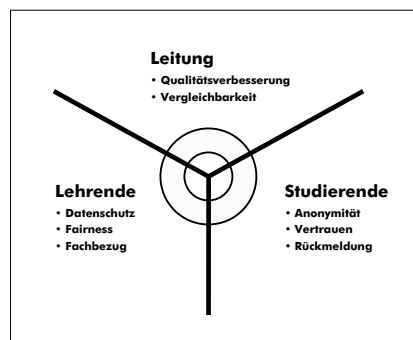 Leitung
• Qualitätsverbesserung
• Vergleichbarkeit
Lehrende
• Datenschutz
• Fairness
• Fachbezug
Studierende
• Anonymität
• Vertrauen
• Rückmeldung